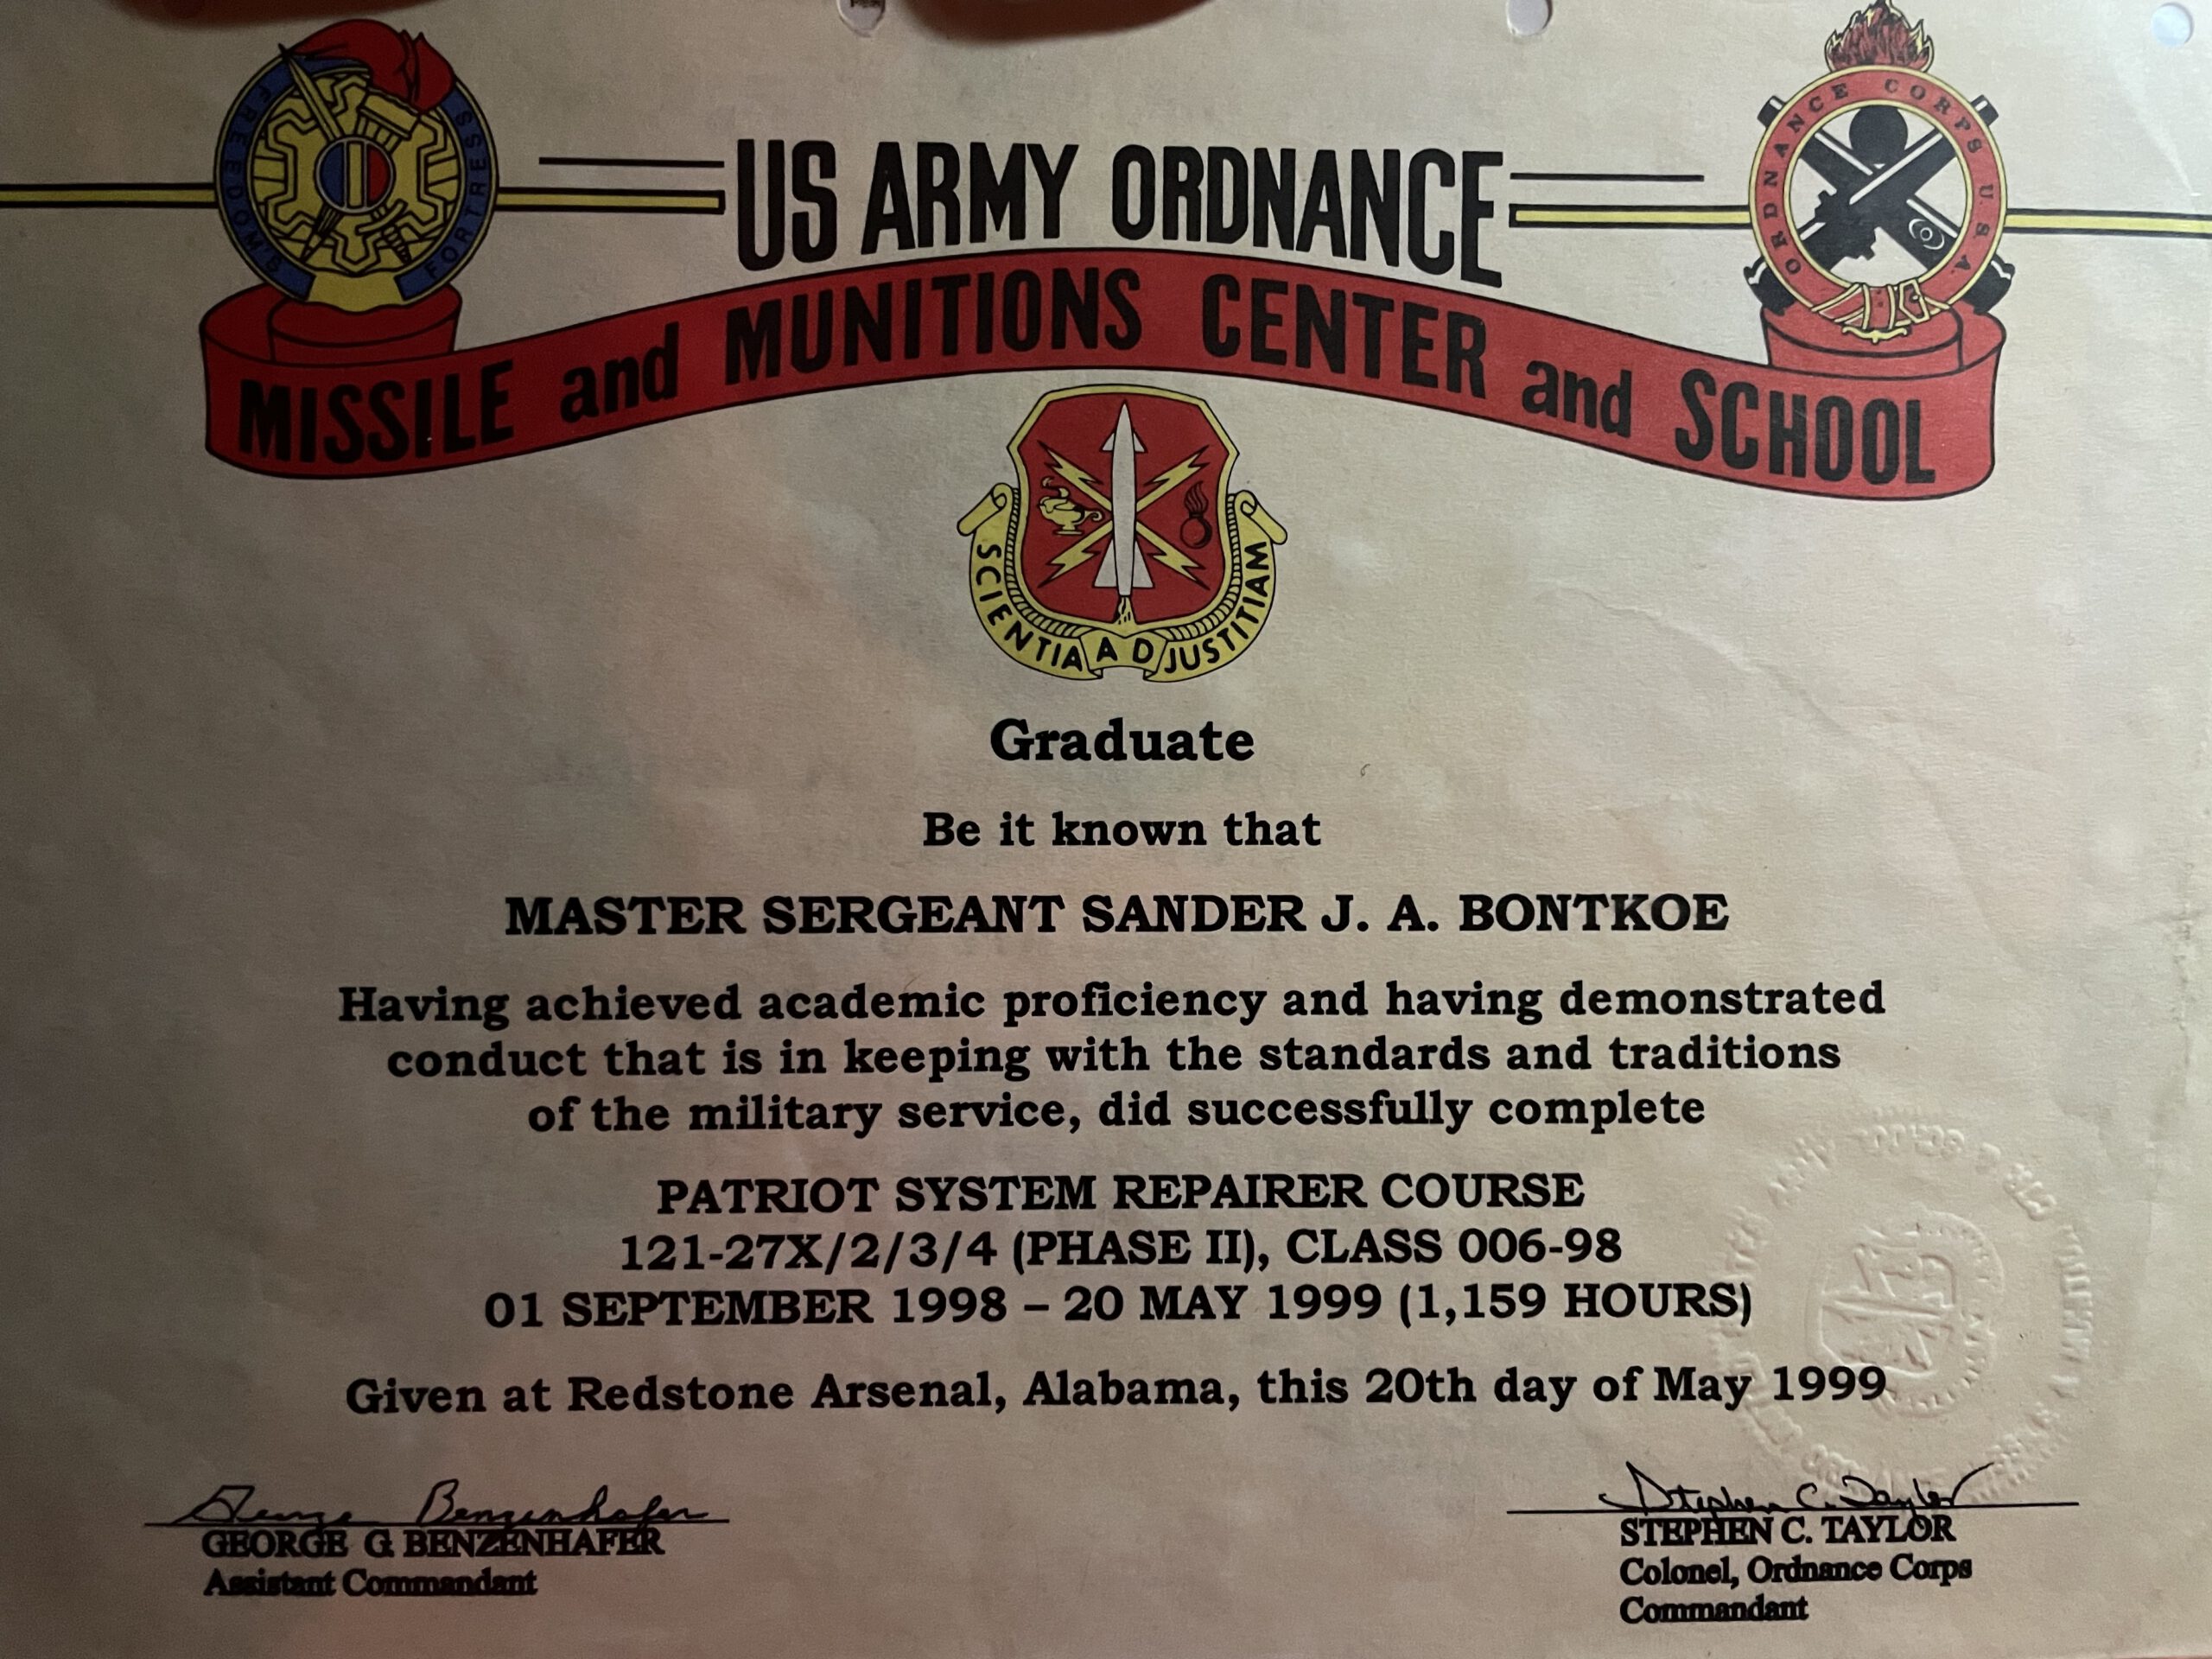 FREEDOM'S FORTRESS
ORDNANCE CORPS U.S.A.
US ARMY ORDNANCE
MISSILE and MUNITIONS CENTER and SCHOOL
SCIENTIA AD JUSTITIAM
Graduate
Be it known that
MASTER SERGEANT SANDER J. A. BONTKOE
Having achieved academic proficiency and having demonstrated
conduct that is in keeping with the standards and traditions
of the military service, did successfully complete
PATRIOT SYSTEM REPAIRER COURSE
121-27X/2/3/4 (PHASE II), CLASS 006-98
01 SEPTEMBER 1998 – 20 MAY 1999 (1,159 HOURS)
Given at Redstone Arsenal, Alabama, this 20th day of May 1999
George Benzenhafer
GEORGE G BENZENHAFER
Assistant Commandant
Stephen C. Taylor
STEPHEN C. TAYLOR
Colonel, Ordnance Corps
Commandant